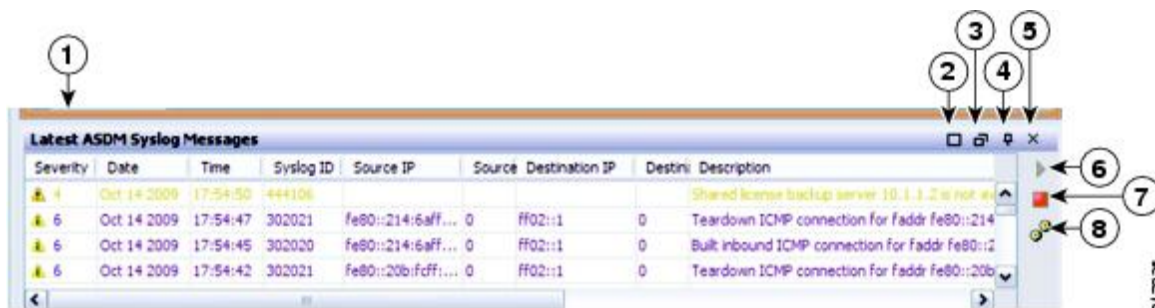 1
2
3
4
5
6
7
8
Latest ASDM Syslog Messages
Severity Date Time Syslog ID Source IP Source Destination IP Destin Description
4 Oct 14 2009 17:54:50 444106 Shared license backup server 10.1.1.2 is not
6 Oct 14 2009 17:54:47 302021 fe80::214:6aff... 0 ff02::1 0 Teardown ICMP connection for faddr fe80::214
6 Oct 14 2009 17:54:45 302020 fe80::214:6aff... 0 ff02::1 0 Built inbound ICMP connection for faddr fe80::2
6 Oct 14 2009 17:54:42 302021 fe80::20b:fcff:... 0 ff02::1 0 Teardown ICMP connection for faddr fe80::20b